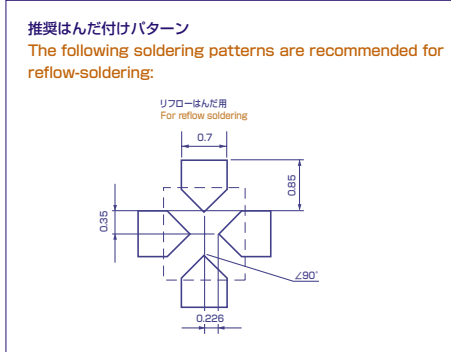 推奨はんだ付けパターン
The following soldering patterns are recommended for
reflow-soldering:
リフローはんだ用
For reflow soldering
0.7
0.85
0.35
∠90°
0.226